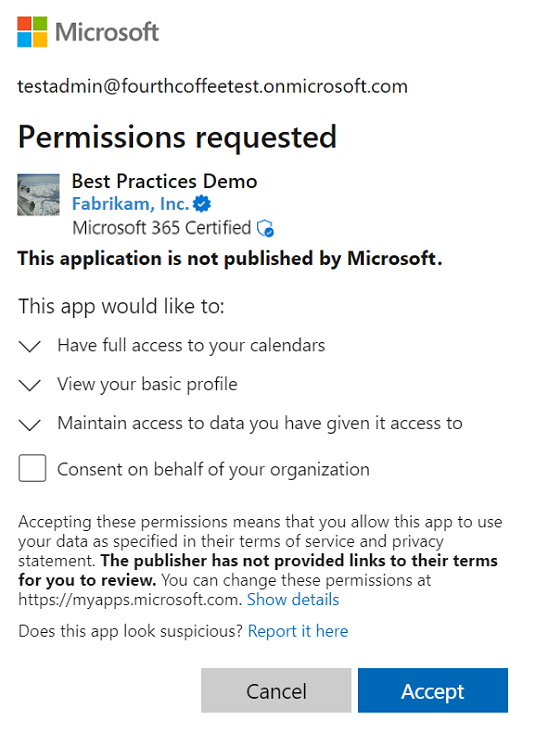 Microsoft
testadmin@fourthcoffeetest.onmicrosoft.com
Permissions requested
Best Practices Demo
Fabrikam, Inc.
Microsoft 365 Certified
This application is not published by Microsoft.
This app would like to:
Have full access to your calendars
View your basic profile
Maintain access to data you have given it access to
Consent on behalf of your organization
Accepting these permissions means that you allow this app to use
your data as specified in their terms of service and privacy
statement. The publisher has not provided links to their terms
for you to review. You can change these permissions at
https://myapps.microsoft.com. Show details
Does this app look suspicious? Report it here
Cancel Accept